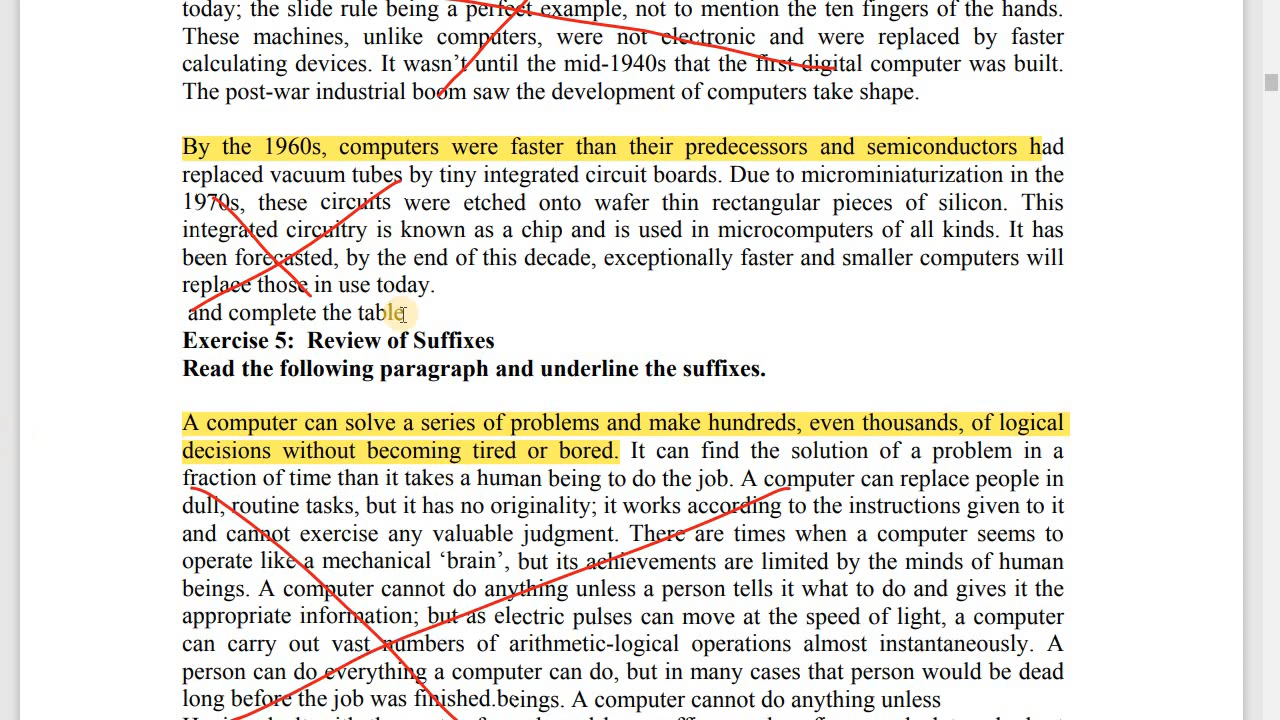 today; the slide rule being a perfect example, not to mention the ten fingers of the hands.
These machines, unlike computers, were not electronic and were replaced by faster
calculating devices. It wasn’t until the mid-1940s that the first digital computer was built.
The post-war industrial boom saw the development of computers take shape.
By the 1960s, computers were faster than their predecessors and semiconductors had
replaced vacuum tubes by tiny integrated circuit boards. Due to microminiaturization in the
1970s, these circuits were etched onto wafer thin rectangular pieces of silicon. This
integrated circuitry is known as a chip and is used in microcomputers of all kinds. It has
been forecasted, by the end of this decade, exceptionally faster and smaller computers will
replace those in use today.
and complete the table
Exercise 5: Review of Suffixes
Read the following paragraph and underline the suffixes.
A computer can solve a series of problems and make hundreds, even thousands, of logical
decisions without becoming tired or bored. It can find the solution of a problem in a
fraction of time than it takes a human being to do the job. A computer can replace people in
dull, routine tasks, but it has no originality; it works according to the instructions given to it
and cannot exercise any valuable judgment. There are times when a computer seems to
operate like a mechanical ‘brain’, but its achievements are limited by the minds of human
beings. A computer cannot do anything unless a person tells it what to do and gives it the
appropriate information; but as electric pulses can move at the speed of light, a computer
can carry out vast numbers of arithmetic-logical operations almost instantaneously. A
person can do everything a computer can do, but in many cases that person would be dead
long before the job was finished.beings. A computer cannot do anything unless